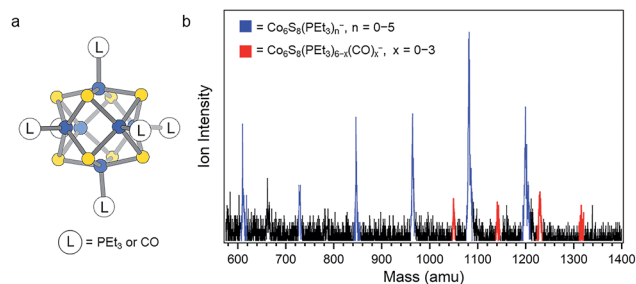 a
L
L
L
L
L
L = PEt₃ or CO
b
= Co₆S₈(PEt₃)ₙ⁻, n = 0−5
= Co₆S₈(PEt₃)₆₋ₓ(CO)ₓ⁻, x = 0−3
Ion Intensity
600 700 800 900 1000 1100 1200 1300 1400
Mass (amu)